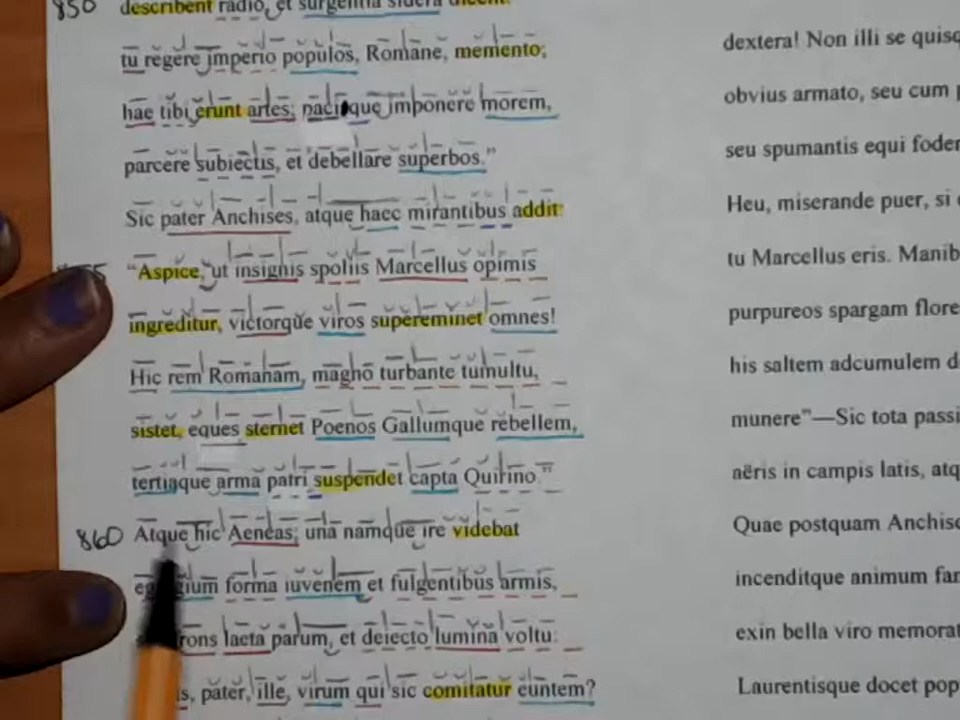 850 describent radio, et surgentia sidera dicent:
tu regere imperio populos, Romane, memento;
hae tibi erunt artes; pacique imponere morem,
parcere subiectis, et debellare superbos."
Sic pater Anchises, atque haec mirantibus addit:
"Aspice, ut insignis spoliis Marcellus opimis
ingreditur, victorque viros supereminet omnes!
Hic rem Romanam, magno turbante tumultu,
sistet, eques sternet Poenos Gallumque rebellem,
tertiaque arma patri suspendet capta Quirino."
860 Atque hic Aeneas; una namque ire videbat
egregium forma iuvenem et fulgentibus armis,
rons laeta parum, et deiecto lumina voltu:
s, pater, ille, virum qui sic comitatur euntem?
dextera! Non illi se quisq
obvius armato, seu cum p
seu spumantis equi foder
Heu, miserande puer, si
tu Marcellus eris. Manib
purpureos spargam flore
his saltem adcumulem d
munere"—Sic tota passi
aëris in campis latis, atq
Quae postquam Anchise
incenditque animum fam
exin bella viro memorat
Laurentisque docet pop